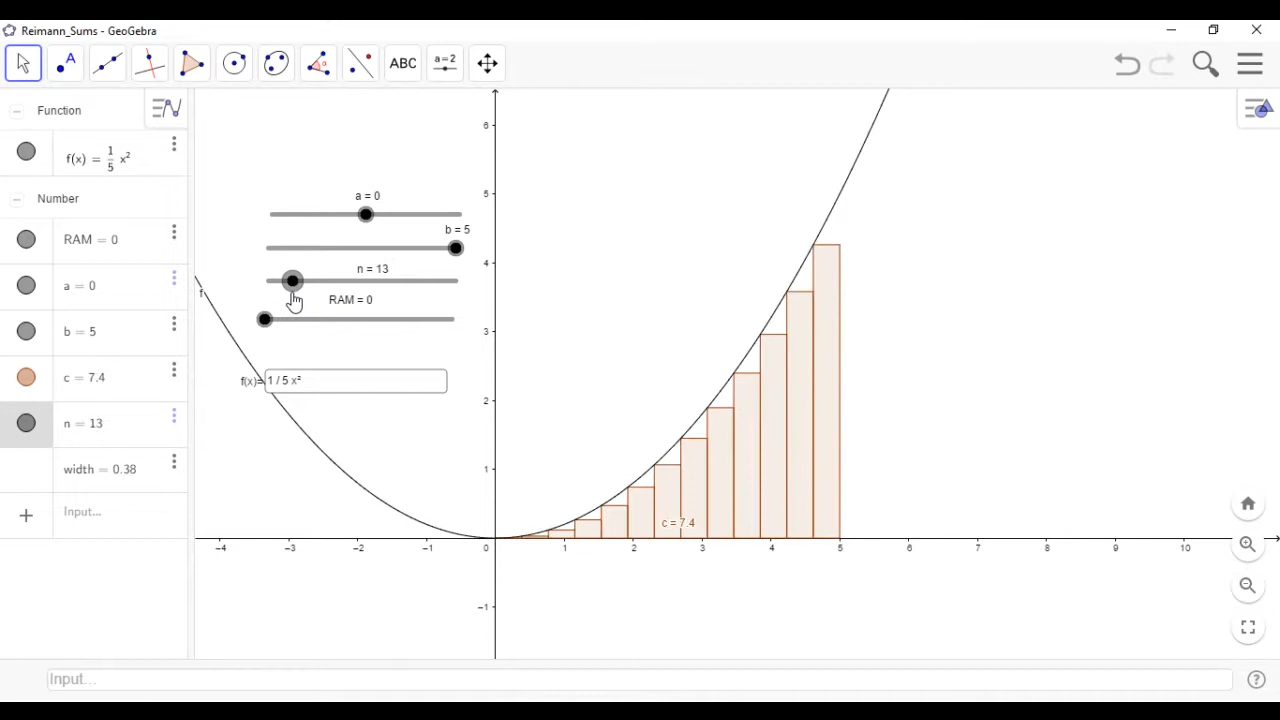 Reimann_Sums - GeoGebra
ABC
a=2
Function
f(x) = 1/5 x²
Number
RAM = 0
a = 0
b = 5
c = 7.4
n = 13
width = 0.38
Input...
a = 0
b = 5
n = 13
RAM = 0
f(x)= 1 / 5 x²
f
c = 7.4
6
5
4
3
2
1
−1
−4 −3 −2 −1 0 1 2 3 4 5 6 7 8 9 10
Input...